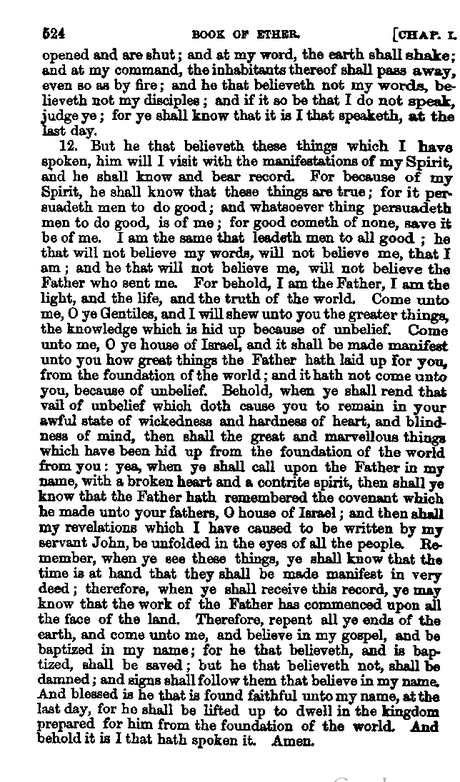 524 BOOK OF ETHER. [CHAP. I.
opened and are shut; and at my word, the earth shall shake;
and at my command, the inhabitants thereof shall pass away,
even so as by fire; and he that believeth not my words, be-
lieveth not my disciples; and if it so be that I do not speak,
judge ye; for ye shall know that it is I that speaketh, at the
last day.
12. But he that believeth these things which I have
spoken, him will I visit with the manifestations of my Spirit,
and he shall know and bear record. For because of my
Spirit, he shall know that these things are true; for it per-
suadeth men to do good; and whatsoever thing persuadeth
men to do good, is of me; for good cometh of none, save it
be of me. I am the same that leadeth men to all good; he
that will not believe my words, will not believe me, that I
am; and he that will not believe me, will not believe the
Father who sent me. For behold, I am the Father, I am the
light, and the life, and the truth of the world. Come unto
me, O ye Gentiles, and I will shew unto you the greater things,
the knowledge which is hid up because of unbelief. Come
unto me, O ye house of Israel, and it shall be made manifest
unto you how great things the Father hath laid up for you,
from the foundation of the world; and it hath not come unto
you, because of unbelief. Behold, when ye shall rend that
vail of unbelief which doth cause you to remain in your
awful state of wickedness and hardness of heart, and blind-
ness of mind, then shall the great and marvellous things
which have been hid up from the foundation of the world
from you: yea, when ye shall call upon the Father in my
name, with a broken heart and a contrite spirit, then shall ye
know that the Father hath remembered the covenant which
he made unto your fathers, O house of Israel; and then shall
my revelations which I have caused to be written by my
servant John, be unfolded in the eyes of all the people. Re-
member, when ye see these things, ye shall know that the
time is at hand that they shall be made manifest in very
deed; therefore, when ye shall receive this record, ye may
know that the work of the Father has commenced upon all
the face of the land. Therefore, repent all ye ends of the
earth, and come unto me, and believe in my gospel, and be
baptized in my name; for he that believeth, and is bap-
tized, shall be saved; but he that believeth not, shall be
damned; and signs shall follow them that believe in my name.
And blessed is he that is found faithful unto my name, at the
last day, for he shall be lifted up to dwell in the kingdom
prepared for him from the foundation of the world. And
behold it is I that hath spoken it. Amen.